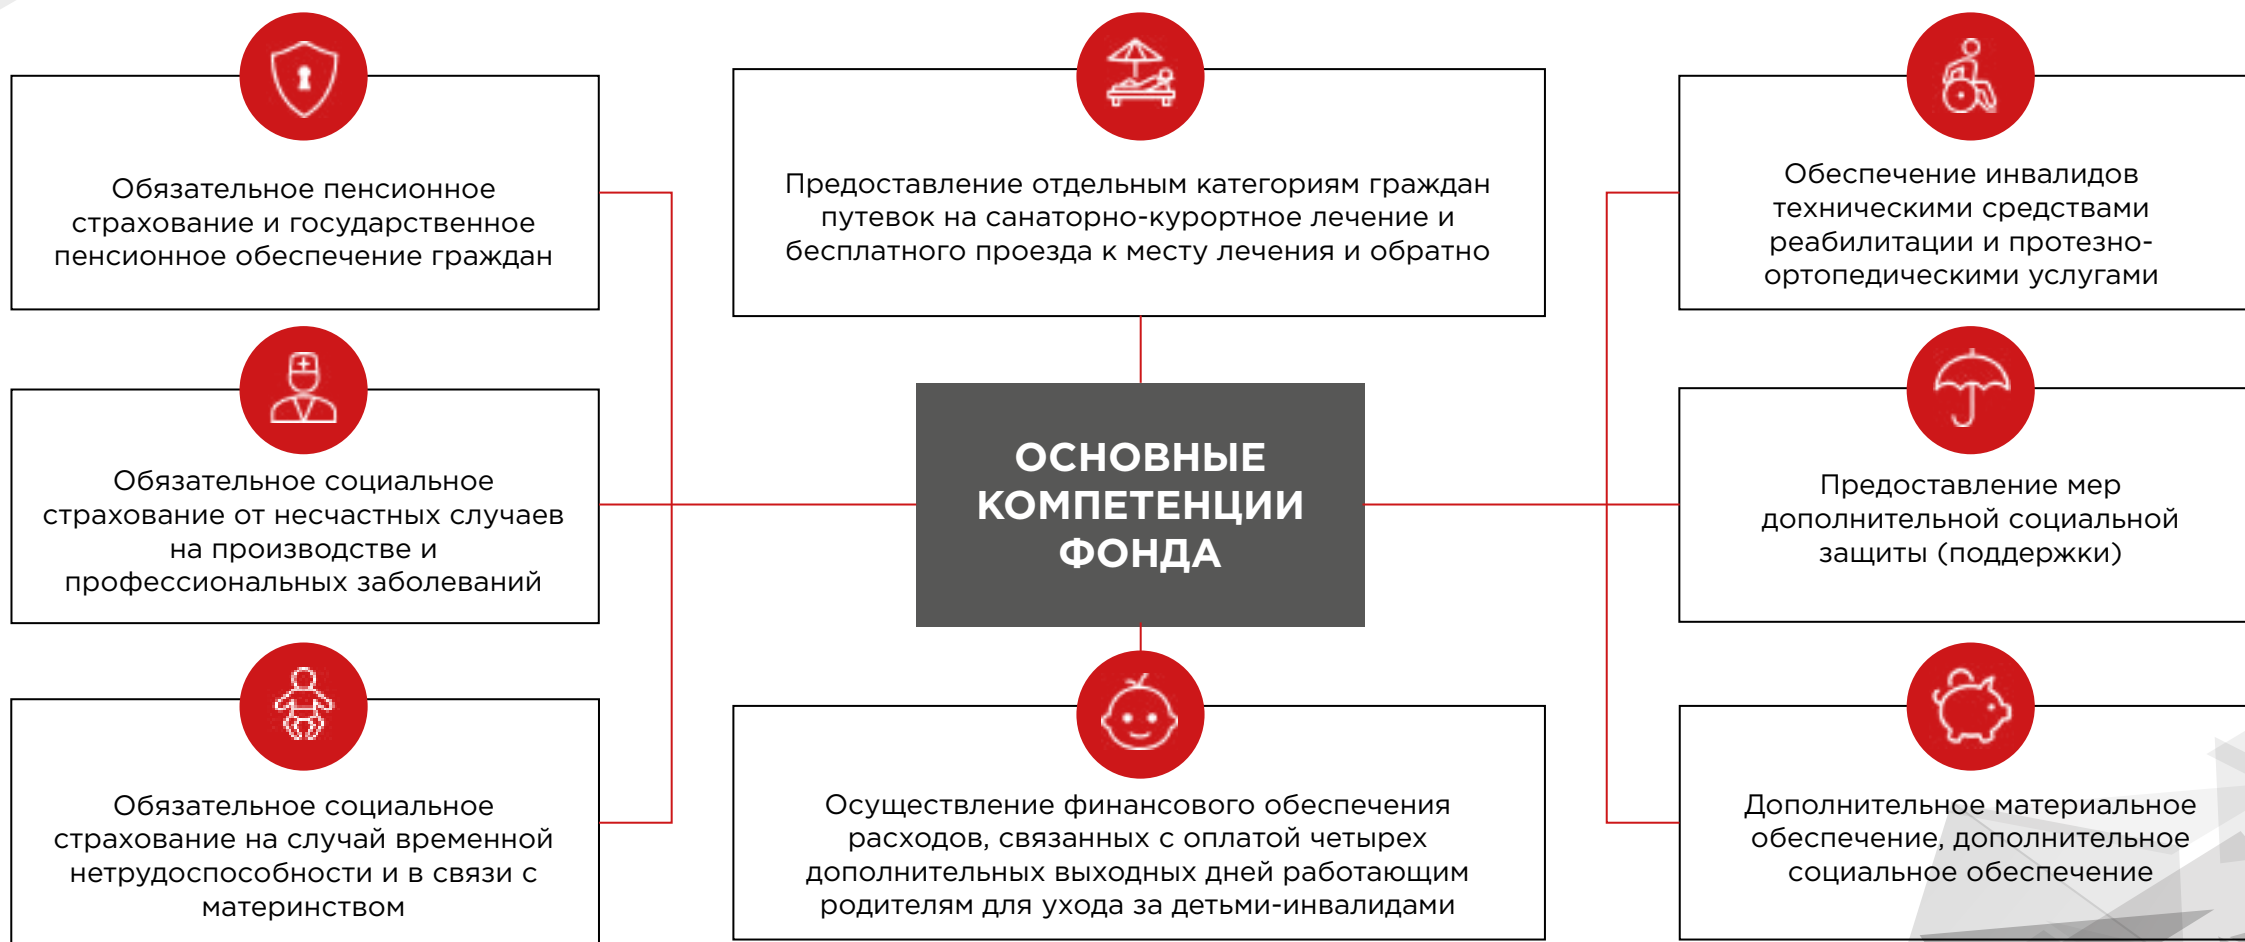 Обязательное пенсионное
страхование и государственное
пенсионное обеспечение граждан
Предоставление отдельным категориям граждан
путевок на санаторно-курортное лечение и
бесплатного проезда к месту лечения и обратно
Обеспечение инвалидов
техническими средствами
реабилитации и протезно-
ортопедическими услугами
Обязательное социальное
страхование от несчастных случаев
на производстве и
профессиональных заболеваний
ОСНОВНЫЕ
КОМПЕТЕНЦИИ
ФОНДА
Предоставление мер
дополнительной социальной
защиты (поддержки)
Обязательное социальное
страхование на случай временной
нетрудоспособности и в связи с
материнством
Осуществление финансового обеспечения
расходов, связанных с оплатой четырех
дополнительных выходных дней работающим
родителям для ухода за детьми-инвалидами
Дополнительное материальное
обеспечение, дополнительное
социальное обеспечение